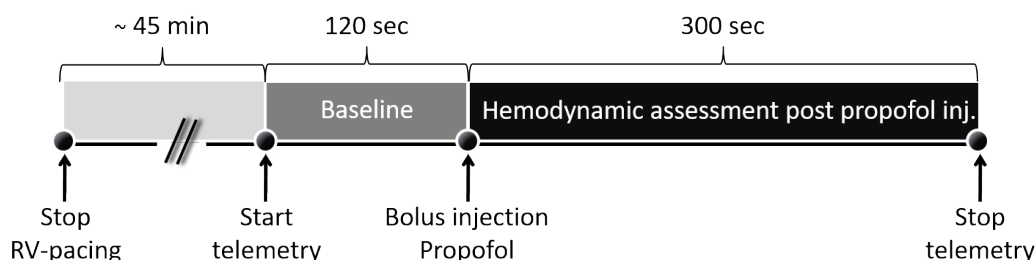 ~ 45 min
120 sec
300 sec
Baseline
Hemodynamic assessment post propofol inj.
Stop
RV-pacing
Start
telemetry
Bolus injection
Propofol
Stop
telemetry